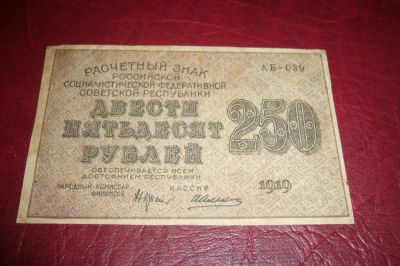 РАСЧЕТНЫЙ ЗНАК
АБ-039
РОССИЙСКОЙ
СОЦИАЛИСТИЧЕСКОЙ ФЕДЕРАТИВНОЙ
СОВЕТСКОЙ РЕСПУБЛИКИ
ДВЕСТИ
ПЯТЬДЕСЯТ
РУБЛЕЙ
250
ОБЕСПЕЧИВАЕТСЯ ВСЕМ
ДОСТОЯНИЕМ РЕСПУБЛИКИ
НАРОДНЫЙ КОМИССАР
ФИНАНСОВ
КАССИР
1919